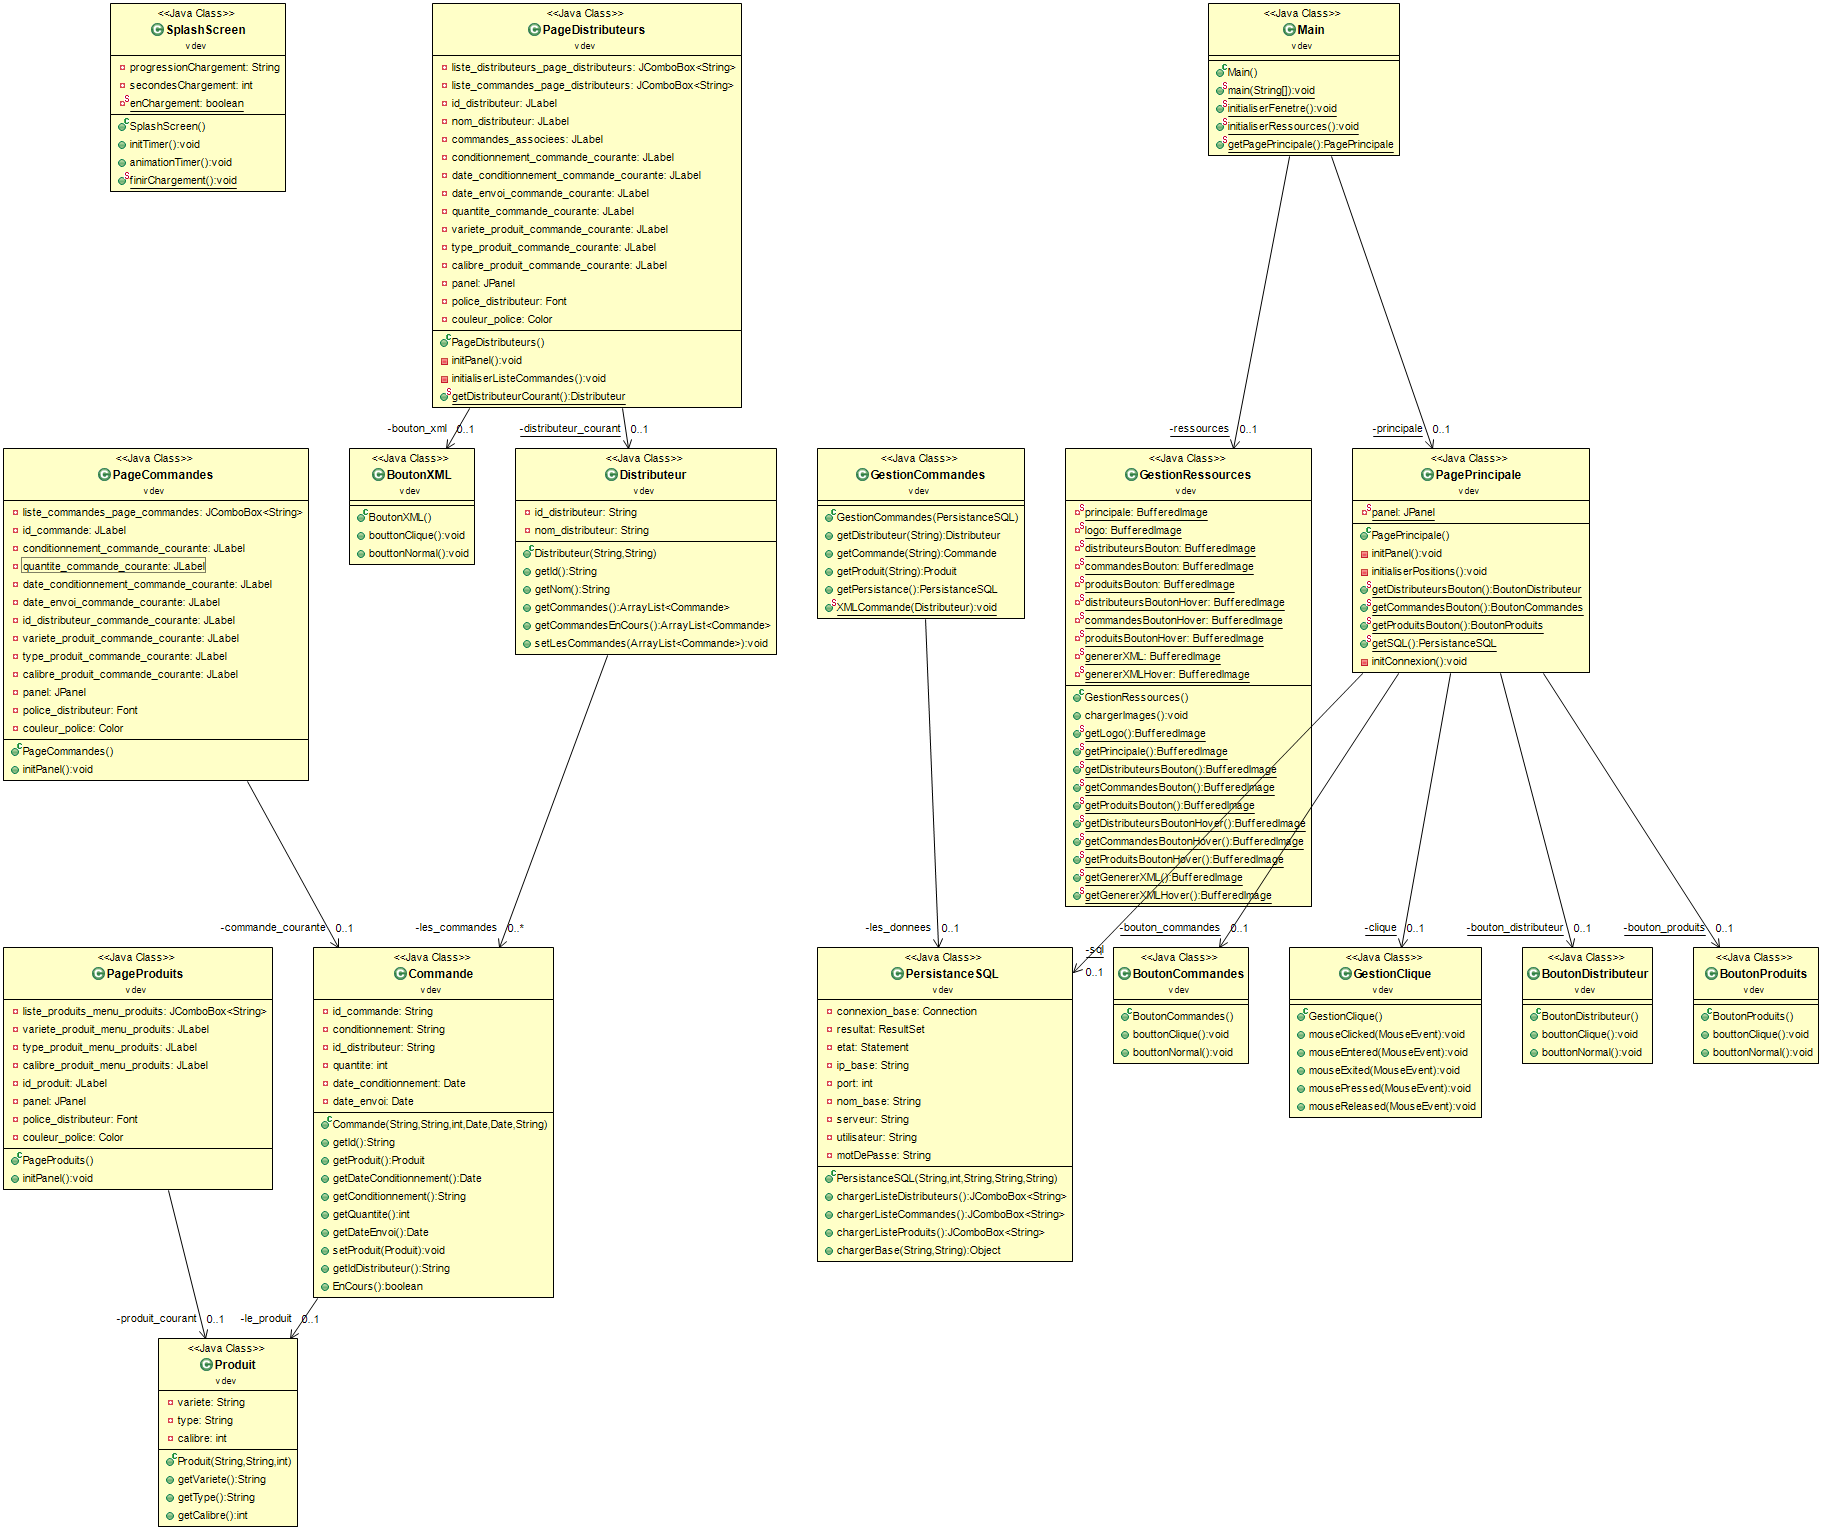 <<Java Class>>
SplashScreen
v dev
progressionChargement: String
secondesChargement: int
enChargement: boolean
SplashScreen()
initTimer():void
animationTimer():void
finirChargement():void
<<Java Class>>
PageDistributeurs
v dev
liste_distributeurs_page_distributeurs: JComboBox<String>
liste_commandes_page_distributeurs: JComboBox<String>
id_distributeur: JLabel
nom_distributeur: JLabel
commandes_associees: JLabel
conditionnement_commande_courante: JLabel
date_conditionnement_commande_courante: JLabel
date_envoi_commande_courante: JLabel
quantite_commande_courante: JLabel
variete_produit_commande_courante: JLabel
type_produit_commande_courante: JLabel
calibre_produit_commande_courante: JLabel
panel: JPanel
police_distributeur: Font
couleur_police: Color
PageDistributeurs()
initPanel():void
initialiserListeCommandes():void
getDistributeurCourant():Distributeur
<<Java Class>>
Main
v dev
Main()
main(String[]):void
initialiserFenetre():void
initialiserRessources():void
getPagePrincipale():PagePrincipale
-bouton_xml 0..1
-distributeur_courant 0..1
-ressources 0..1
-principale 0..1
<<Java Class>>
PageCommandes
v dev
liste_commandes_page_commandes: JComboBox<String>
id_commande: JLabel
conditionnement_commande_courante: JLabel
quantite_commande_courante: JLabel
date_conditionnement_commande_courante: JLabel
date_envoi_commande_courante: JLabel
id_distributeur_commande_courante: JLabel
variete_produit_commande_courante: JLabel
type_produit_commande_courante: JLabel
calibre_produit_commande_courante: JLabel
panel: JPanel
police_distributeur: Font
couleur_police: Color
PageCommandes()
initPanel():void
<<Java Class>>
BoutonXML
v dev
BoutonXML()
bouttonClique():void
bouttonNormal():void
<<Java Class>>
Distributeur
v dev
id_distributeur: String
nom_distributeur: String
Distributeur(String,String)
getId():String
getNom():String
getCommandes():ArrayList<Commande>
getCommandesEnCours():ArrayList<Commande>
setLesCommandes(ArrayList<Commande>):void
<<Java Class>>
GestionCommandes
v dev
GestionCommandes(PersistanceSQL)
getDistributeur(String):Distributeur
getCommande(String):Commande
getProduit(String):Produit
getPersistance():PersistanceSQL
XMLCommande(Distributeur):void
<<Java Class>>
GestionRessources
v dev
principale: BufferedImage
logo: BufferedImage
distributeursBouton: BufferedImage
commandesBouton: BufferedImage
produitsBouton: BufferedImage
distributeursBoutonHover: BufferedImage
commandesBoutonHover: BufferedImage
produitsBoutonHover: BufferedImage
genererXML: BufferedImage
genererXMLHover: BufferedImage
GestionRessources()
chargerImages():void
getLogo():BufferedImage
getPrincipale():BufferedImage
getDistributeursBouton():BufferedImage
getCommandesBouton():BufferedImage
getProduitsBouton():BufferedImage
getDistributeursBoutonHover():BufferedImage
getCommandesBoutonHover():BufferedImage
getProduitsBoutonHover():BufferedImage
getGenererXML():BufferedImage
getGenererXMLHover():BufferedImage
<<Java Class>>
PagePrincipale
v dev
panel: JPanel
PagePrincipale()
initPanel():void
initialiserPositions():void
getDistributeursBouton():BoutonDistributeur
getCommandesBouton():BoutonCommandes
getProduitsBouton():BoutonProduits
getSQL():PersistanceSQL
initConnexion():void
-commande_courante 0..1
-les_commandes 0..*
-les_donnees 0..1
-sql
0..1
-bouton_commandes 0..1
-clique 0..1
-bouton_distributeur 0..1
-bouton_produits 0..1
<<Java Class>>
PageProduits
v dev
liste_produits_menu_produits: JComboBox<String>
variete_produit_menu_produits: JLabel
type_produit_menu_produits: JLabel
calibre_produit_menu_produits: JLabel
id_produit: JLabel
panel: JPanel
police_distributeur: Font
couleur_police: Color
PageProduits()
initPanel():void
<<Java Class>>
Commande
v dev
id_commande: String
conditionnement: String
id_distributeur: String
quantite: int
date_conditionnement: Date
date_envoi: Date
Commande(String,String,int,Date,Date,String)
getId():String
getProduit():Produit
getDateConditionnement():Date
getConditionnement():String
getQuantite():int
getDateEnvoi():Date
setProduit(Produit):void
getIdDistributeur():String
EnCours():boolean
<<Java Class>>
PersistanceSQL
v dev
connexion_base: Connection
resultat: ResultSet
etat: Statement
ip_base: String
port: int
nom_base: String
serveur: String
utilisateur: String
motDePasse: String
PersistanceSQL(String,int,String,String,String)
chargerListeDistributeurs():JComboBox<String>
chargerListeCommandes():JComboBox<String>
chargerListeProduits():JComboBox<String>
chargerBase(String,String):Object
<<Java Class>>
BoutonCommandes
v dev
BoutonCommandes()
bouttonClique():void
bouttonNormal():void
<<Java Class>>
GestionClique
v dev
GestionClique()
mouseClicked(MouseEvent):void
mouseEntered(MouseEvent):void
mouseExited(MouseEvent):void
mousePressed(MouseEvent):void
mouseReleased(MouseEvent):void
<<Java Class>>
BoutonDistributeur
v dev
BoutonDistributeur()
bouttonClique():void
bouttonNormal():void
<<Java Class>>
BoutonProduits
v dev
BoutonProduits()
bouttonClique():void
bouttonNormal():void
-produit_courant 0..1
-le_produit 0..1
<<Java Class>>
Produit
v dev
variete: String
type: String
calibre: int
Produit(String,String,int)
getVariete():String
getType():String
getCalibre():int